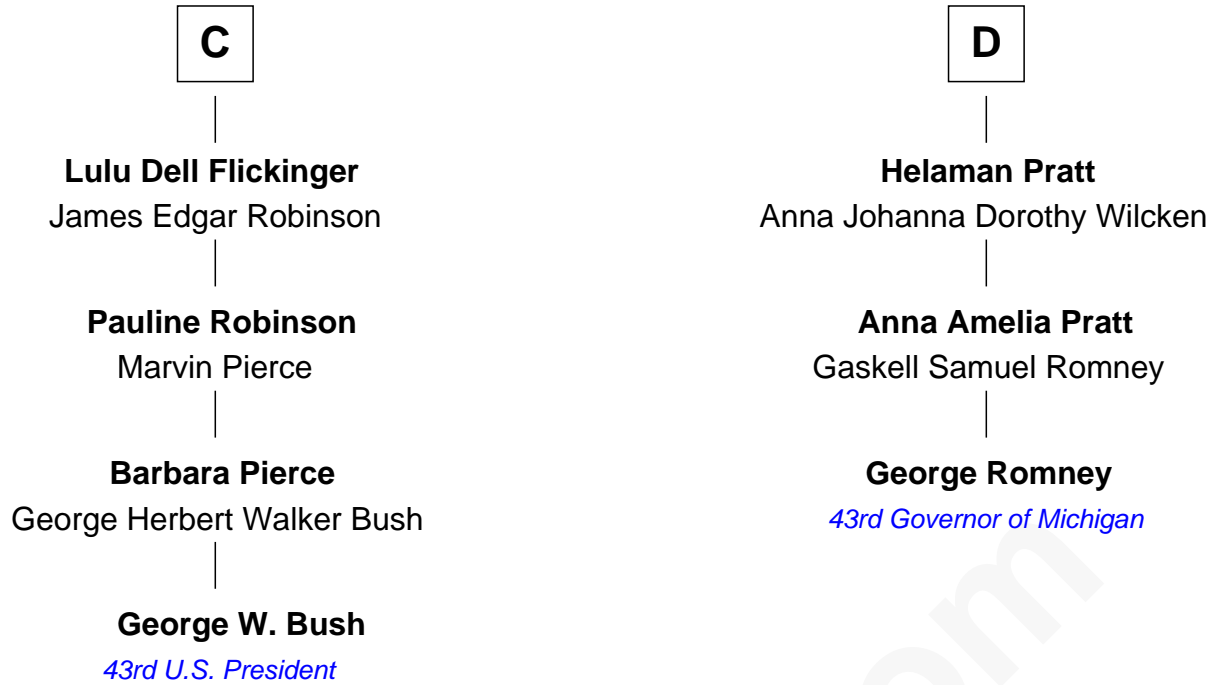 C
Lulu Dell Flickinger
James Edgar Robinson
Pauline Robinson
Marvin Pierce
Barbara Pierce
George Herbert Walker Bush
George W. Bush
43rd U.S. President
D
Helaman Pratt
Anna Johanna Dorothy Wilcken
Anna Amelia Pratt
Gaskell Samuel Romney
George Romney
43rd Governor of Michigan
om